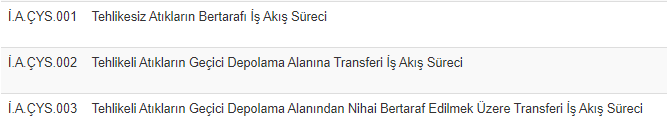 İ.A.ÇYS.001 Tehlikesiz Atıkların Bertarafı İş Akış Süreci
İ.A.ÇYS.002 Tehlikeli Atıkların Geçici Depolama Alanına Transferi İş Akış Süreci
İ.A.ÇYS.003 Tehlikeli Atıkların Geçici Depolama Alanından Nihai Bertaraf Edilmek Üzere Transferi İş Akış Süreci